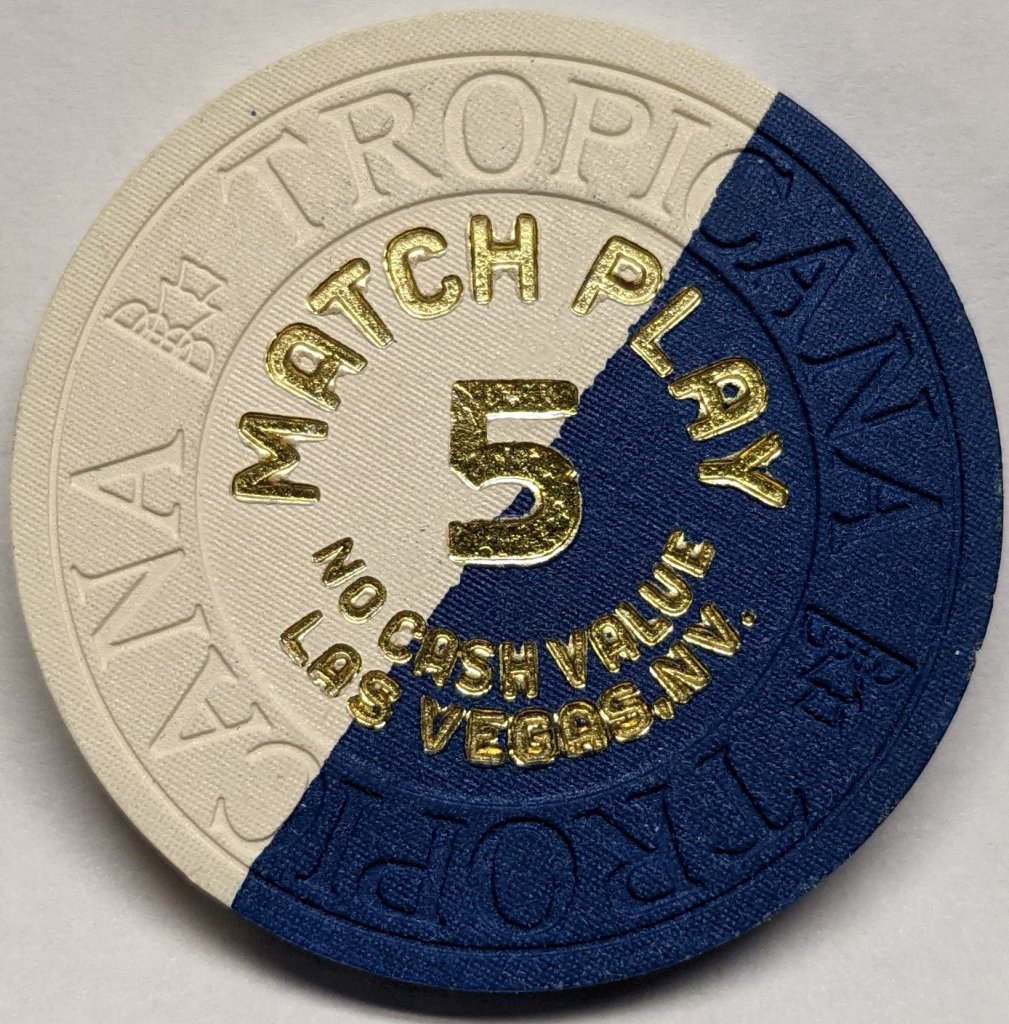 TROPICANA
TROPICANA
MATCH PLAY
5
NO CASH VALUE
LAS VEGAS, NV.